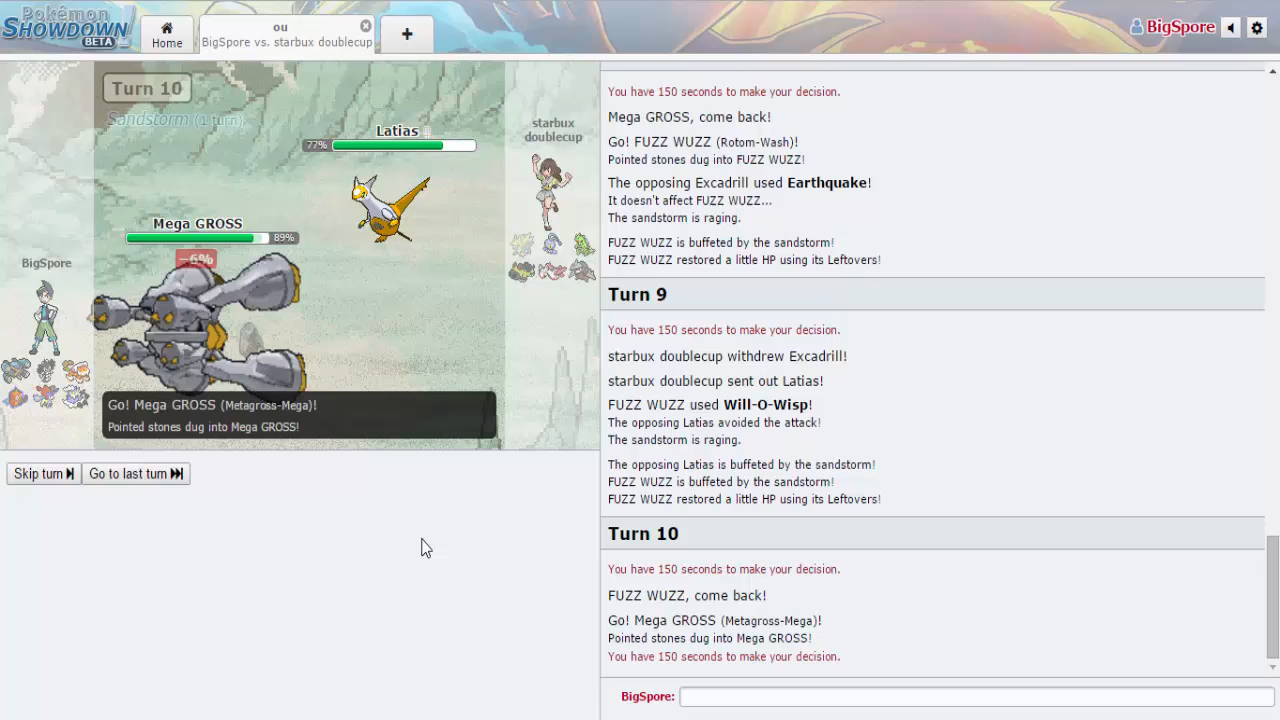 Pokémon
SHOWDOWN
BETA
Home
ou
BigSpore vs. starbux doublecup
+
BigSpore
Turn 10
Sandstorm (1 turn)
Latias
77%
Mega GROSS
89%
−6%
BigSpore
starbux
doublecup
Go! Mega GROSS (Metagross-Mega)!
Pointed stones dug into Mega GROSS!
Skip turn
Go to last turn
You have 150 seconds to make your decision.
Mega GROSS, come back!
Go! FUZZ WUZZ (Rotom-Wash)!
Pointed stones dug into FUZZ WUZZ!
The opposing Excadrill used Earthquake!
It doesn't affect FUZZ WUZZ...
The sandstorm is raging.
FUZZ WUZZ is buffeted by the sandstorm!
FUZZ WUZZ restored a little HP using its Leftovers!
Turn 9
You have 150 seconds to make your decision.
starbux doublecup withdrew Excadrill!
starbux doublecup sent out Latias!
FUZZ WUZZ used Will-O-Wisp!
The opposing Latias avoided the attack!
The sandstorm is raging.
The opposing Latias is buffeted by the sandstorm!
FUZZ WUZZ is buffeted by the sandstorm!
FUZZ WUZZ restored a little HP using its Leftovers!
Turn 10
You have 150 seconds to make your decision.
FUZZ WUZZ, come back!
Go! Mega GROSS (Metagross-Mega)!
Pointed stones dug into Mega GROSS!
You have 150 seconds to make your decision.
BigSpore: